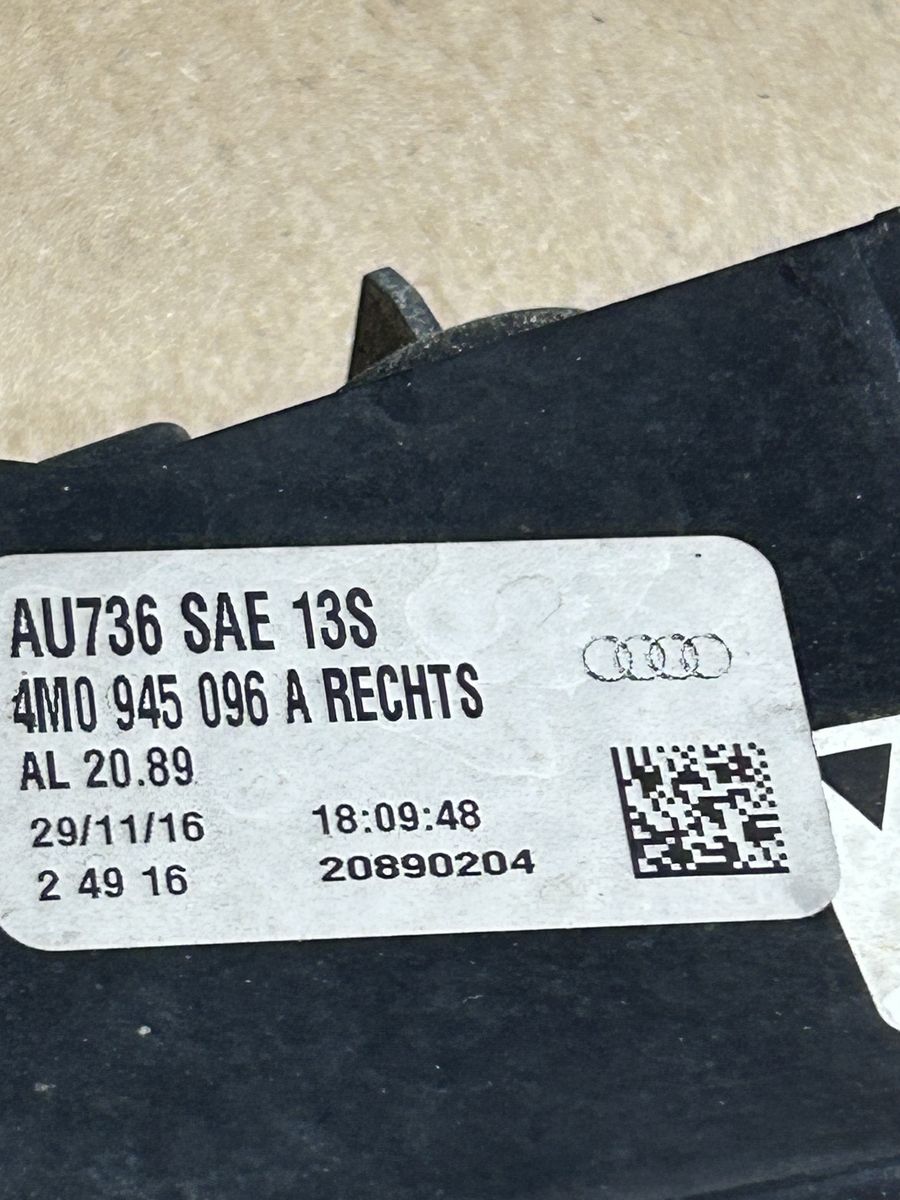 AU736 SAE 13S
4M0 945 096 A RECHTS
AL 20.89
29/11/16 18:09:48
2 49 16 20890204